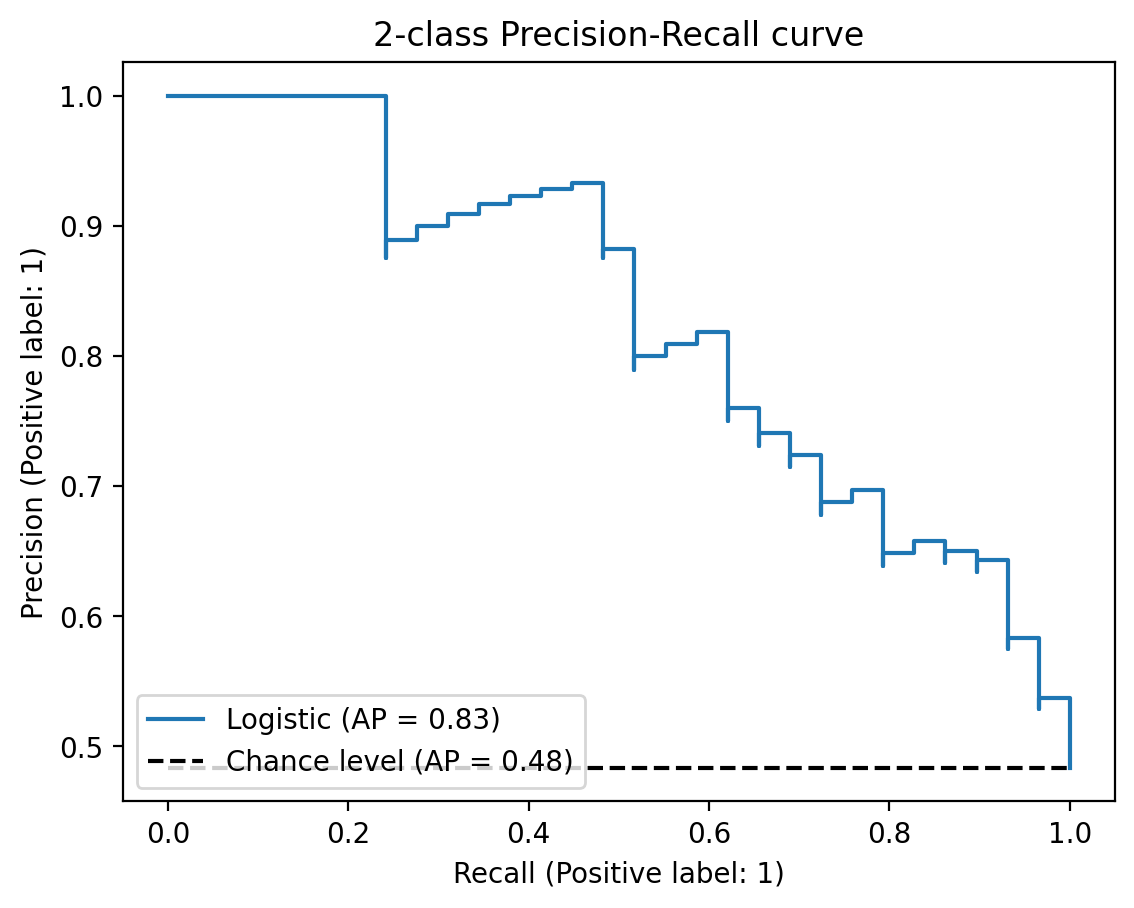 2-class Precision-Recall curve
1.0
0.9
0.8
0.7
0.6
0.5
Precision (Positive label: 1)
Logistic (AP = 0.83)
Chance level (AP = 0.48)
0.0 0.2 0.4 0.6 0.8 1.0
Recall (Positive label: 1)